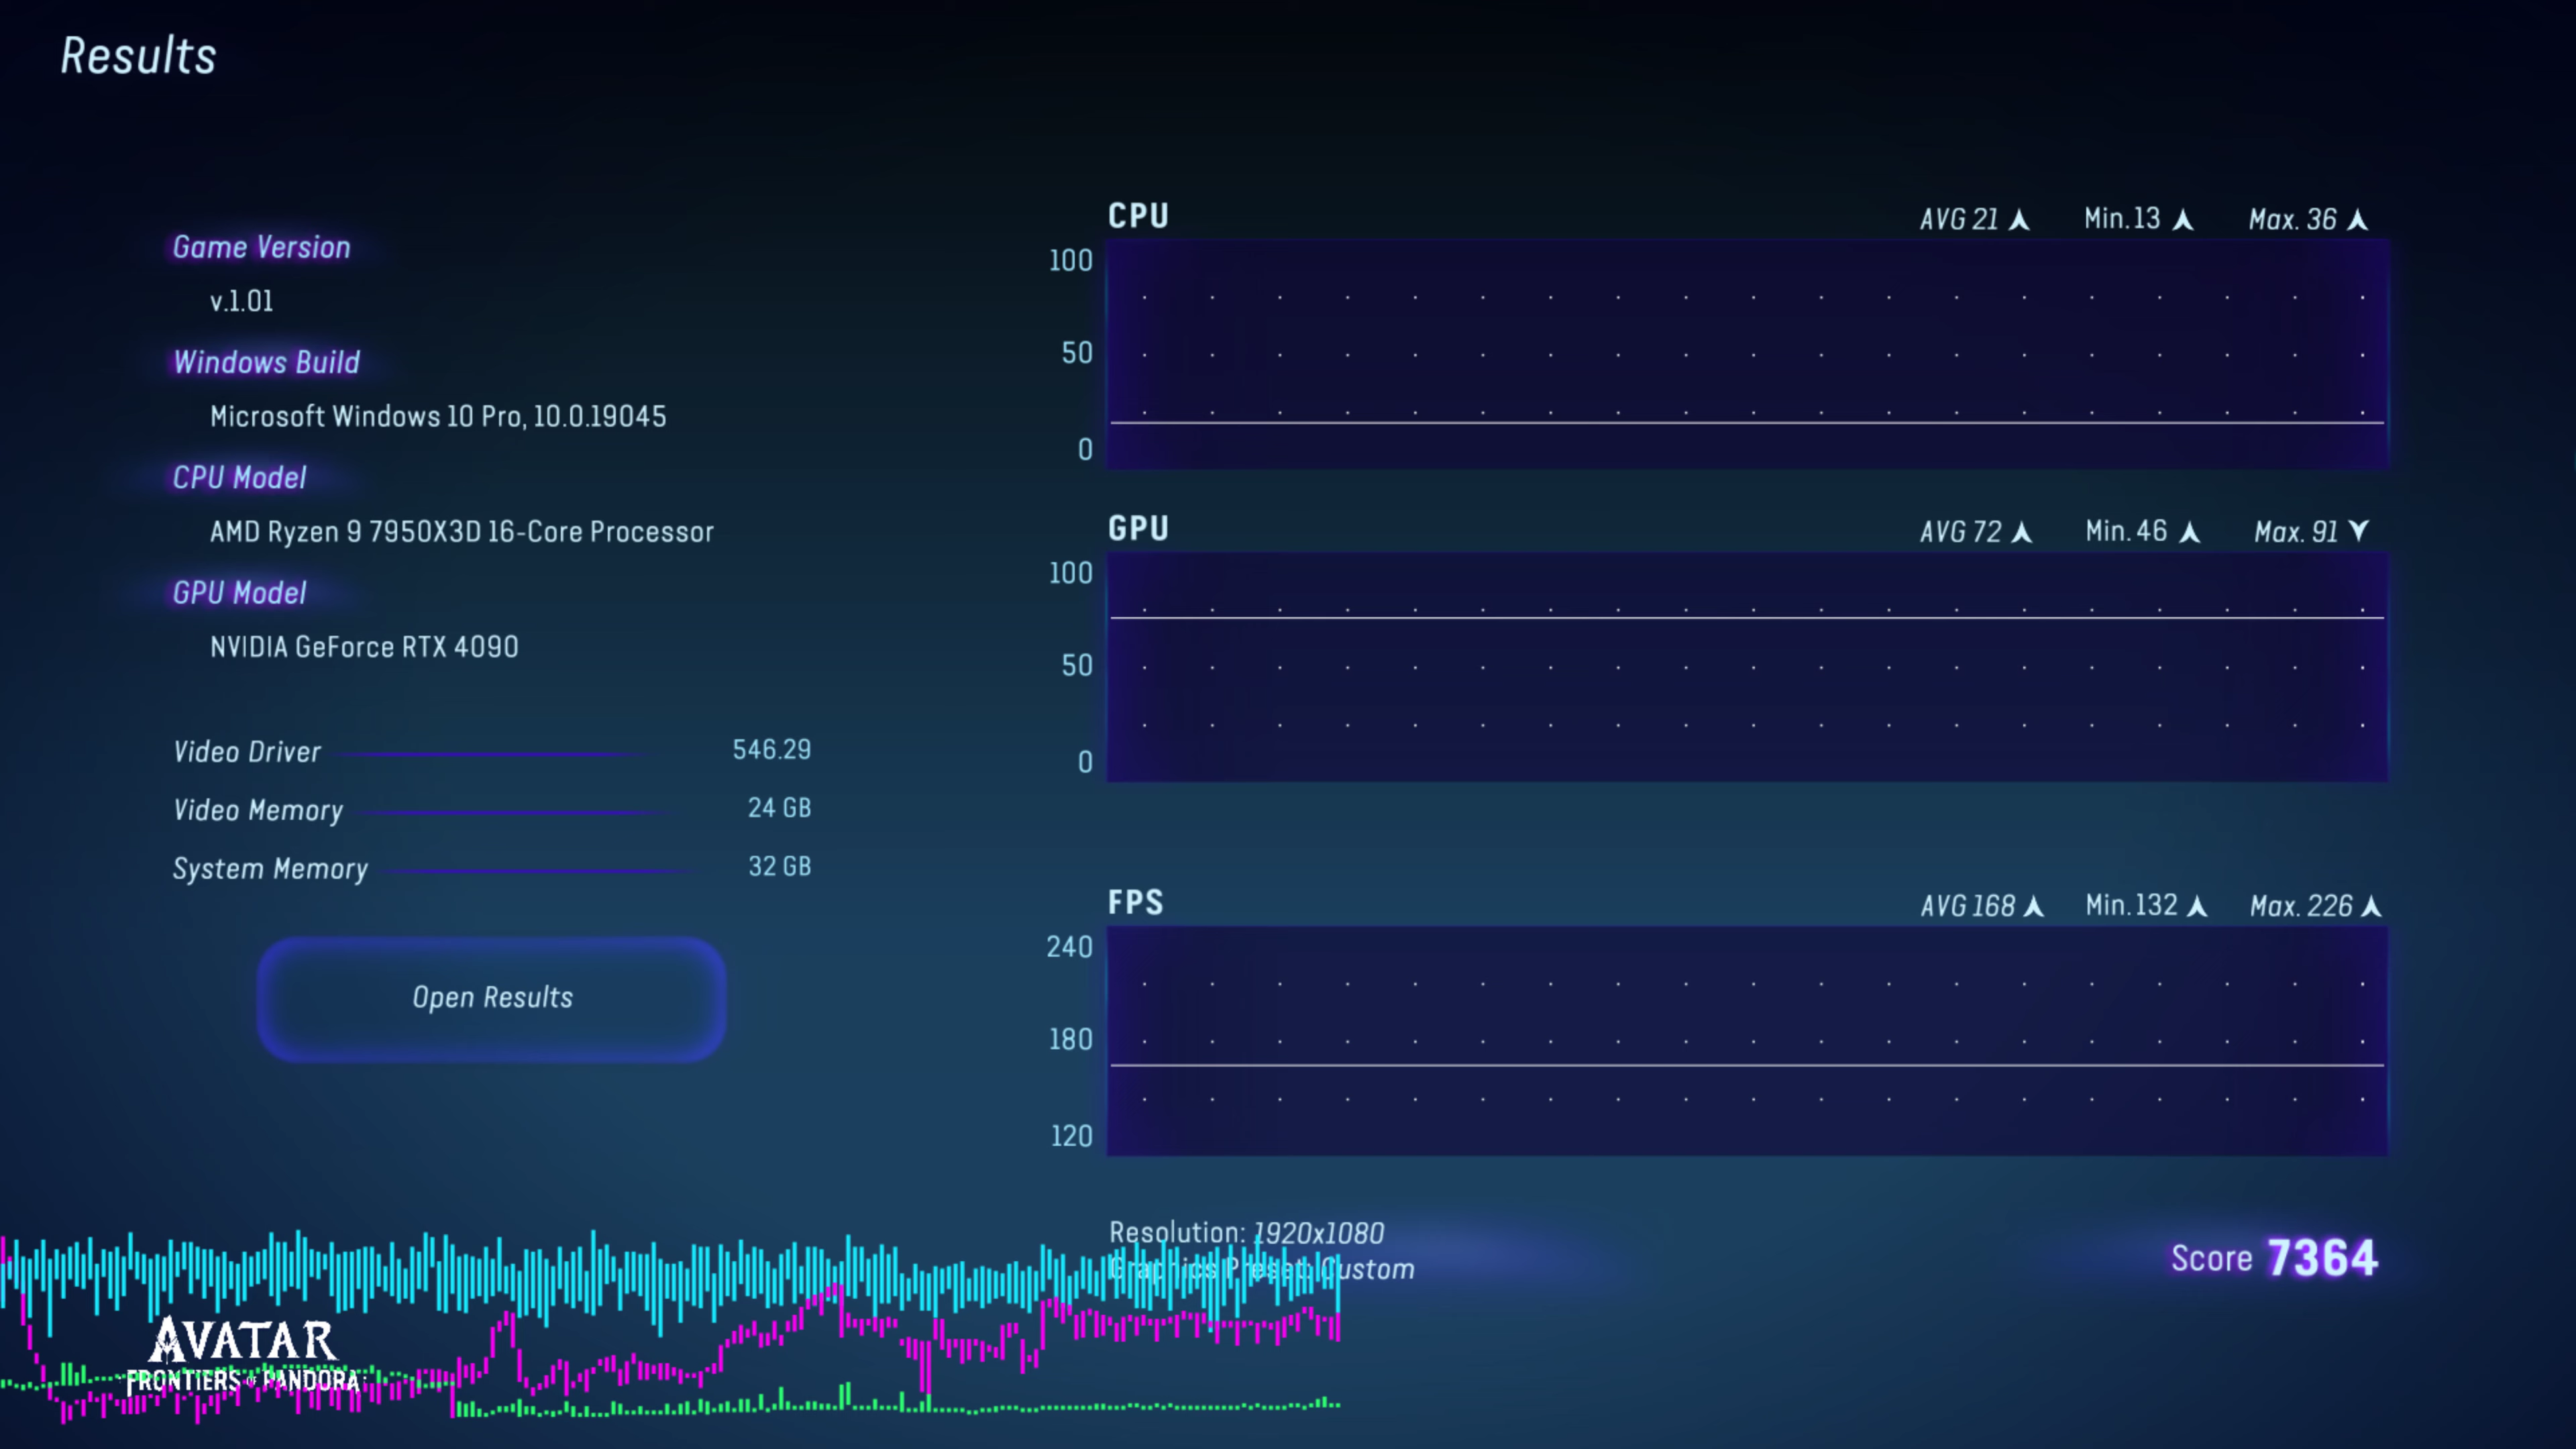 Results
Game Version
v.1.01
Windows Build
Microsoft Windows 10 Pro, 10.0.19045
CPU Model
AMD Ryzen 9 7950X3D 16-Core Processor
GPU Model
NVIDIA GeForce RTX 4090
Video Driver 546.29
Video Memory 24 GB
System Memory 32 GB
Open Results
CPU AVG 21 Min. 13 Max. 36
100
50
0
GPU AVG 72 Min. 46 Max. 91
100
50
0
FPS AVG 168 Min. 132 Max. 226
240
180
120
Resolution: 1920x1080
Graphics Preset: Custom
Score 7364
AVATAR
FRONTIERS OF PANDORA